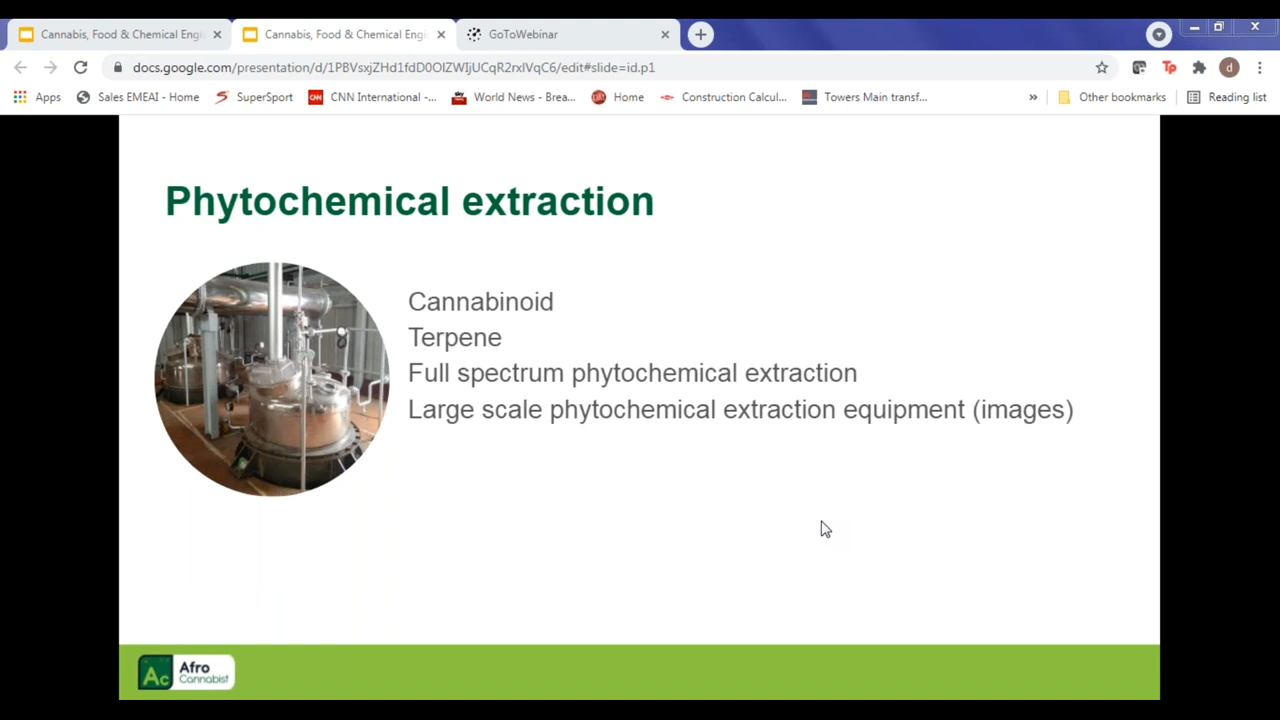 Cannabis, Food & Chemical Engi
Cannabis, Food & Chemical Engi
GoToWebinar
docs.google.com/presentation/d/1PBVsxjZHd1fdD0OlZWIjUCqR2rxlVqC6/edit#slide=id.p1
Tp
d
Apps
Sales EMEAI - Home
SuperSport
CNN International -...
World News - Brea...
Home
Construction Calcul...
Towers Main transf...
»
Other bookmarks
Reading list
Phytochemical extraction
Cannabinoid
Terpene
Full spectrum phytochemical extraction
Large scale phytochemical extraction equipment (images)
Ac
Afro
Cannabist